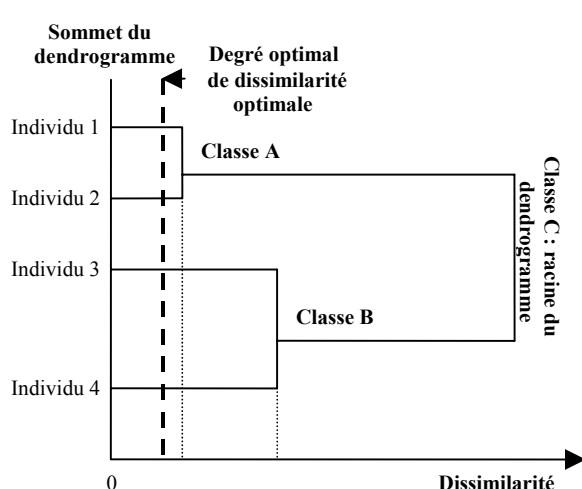 Sommet du
dendrogramme
Degré optimal
de dissimilarité
optimale
Individu 1
Classe A
Individu 2
Classe C : racine du
dendrogramme
Individu 3
Classe B
Individu 4
0
Dissimilarité